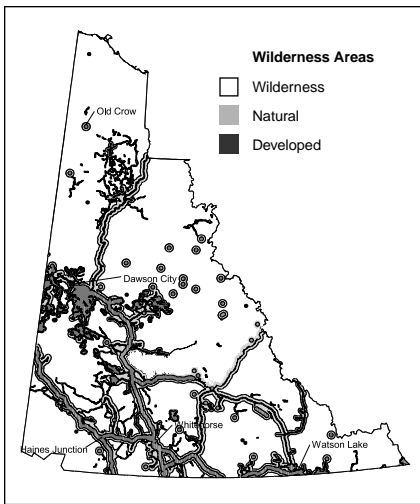 Wilderness Areas
Wilderness
Natural
Developed
Old Crow
Dawson City
Whitehorse
Haines Junction
Watson Lake